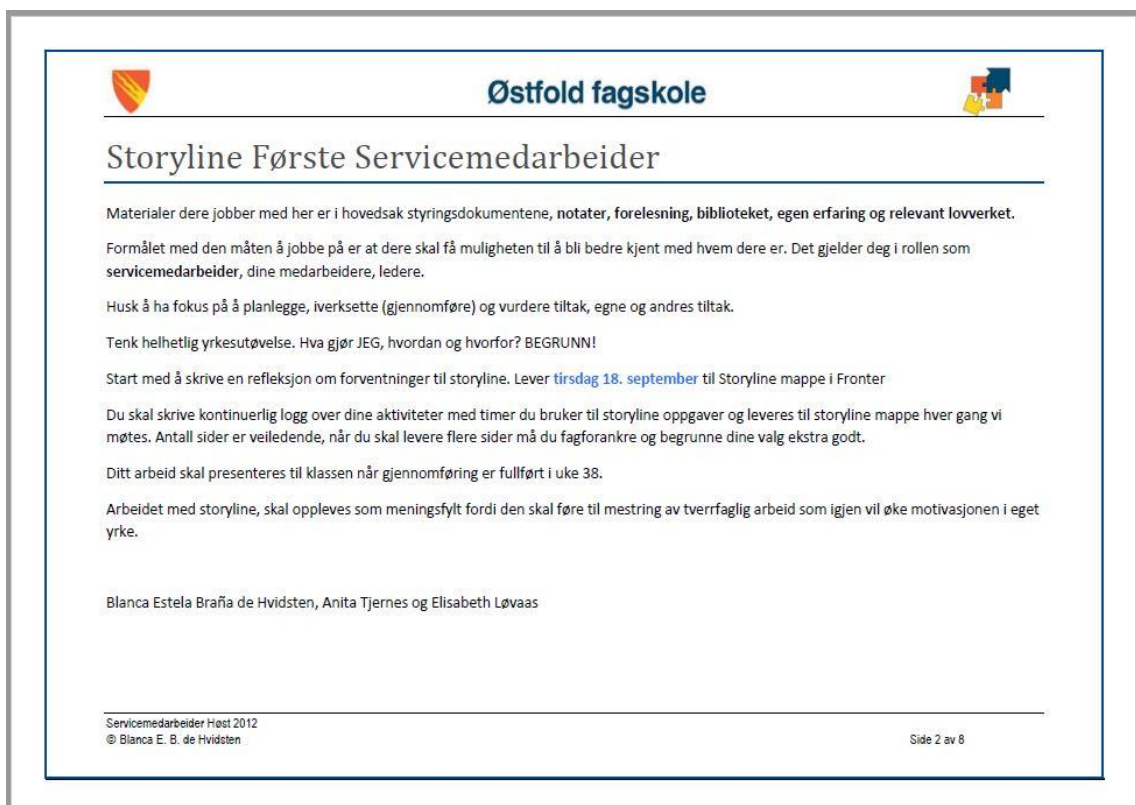 Østfold fagskole
Storyline Første Servicemedarbeider
Materialer dere jobber med her er i hovedsak styringsdokumentene, notater, forelesning, biblioteket, egen erfaring og relevant lovverket.
Formålet med den måten å jobbe på er at dere skal få muligheten til å bli bedre kjent med hvem dere er. Det gjelder deg i rollen som
servicemedarbeider, dine medarbeidere, ledere.
Husk å ha fokus på å planlegge, iverksette (gjennomføre) og vurdere tiltak, egne og andres tiltak.
Tenk helhetlig yrkesutøvelse. Hva gjør JEG, hvordan og hvorfor? BEGRUNN!
Start med å skrive en refleksjon om forventninger til storyline. Lever tirsdag 18. september til Storyline mappe i Fronter
Du skal skrive kontinuerlig logg over dine aktiviteter med timer du bruker til storyline oppgaver og leveres til storyline mappe hver gang vi
møtes. Antall sider er veiledende, når du skal levere flere sider må du fagforankre og begrunne dine valg ekstra godt.
Ditt arbeid skal presenteres til klassen når gjennomføring er fullført i uke 38.
Arbeidet med storyline, skal oppleves som meningsfylt fordi den skal føre til mestring av tverrfaglig arbeid som igjen vil øke motivasjonen i eget
yrke.
Blanca Estela Braña de Hvidsten, Anita Tjernes og Elisabeth Løvaas
Servicemedarbeider Høst 2012
© Blanca E. B. de Hvidsten Side 2 av 8